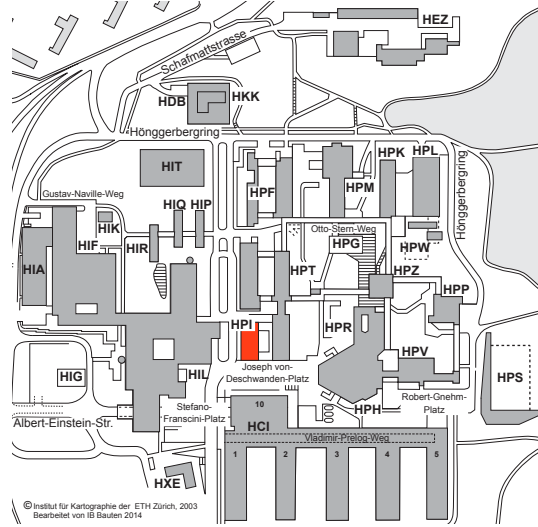 HEZ
Schafmattstrasse
HDB
HKK
Hönggerbergring
HIT
HPF
HPM
HPK
HPL
Hönggerbergring
Gustav-Naville-Weg
HIK
HIQ
HIP
HIR
HIF
HIA
Otto-Stern-Weg
HPG
HPW
HPT
HPZ
HPP
HPI
HPR
HPV
HPS
HIG
HIL
Joseph von-
Deschwanden-Platz
HPH
Robert-Gnehm-
Platz
Albert-Einstein-Str.
Stefano-
Franscini-Platz
10
HCI
Vladimir-Prelog-Weg
1
2
3
4
5
HXE
© Institut für Kartographie der ETH Zürich, 2003
Bearbeitet von IB Bauten 2014